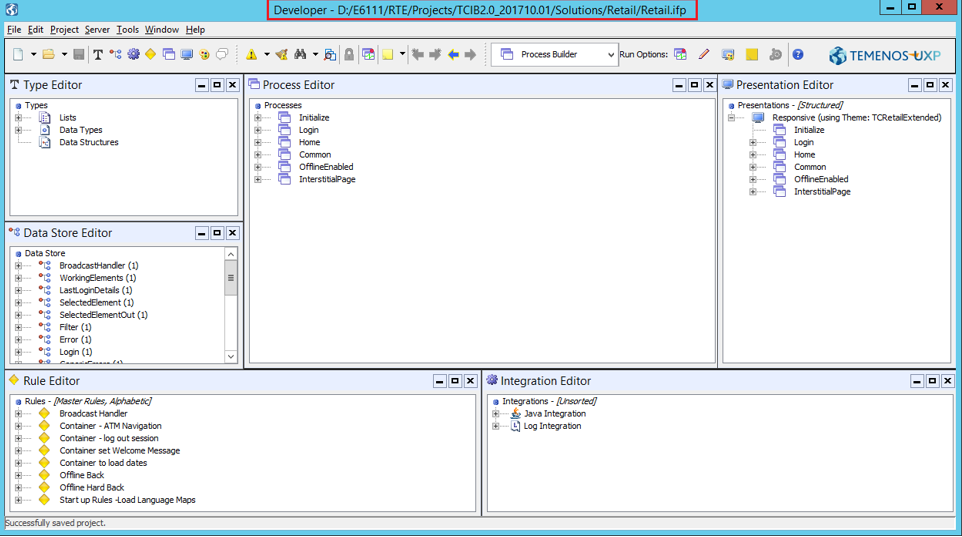 Developer - D:/E6111/RTE/Projects/TCIB2.0_201710.01/Solutions/Retail/Retail.ifp
File Edit Project Server Tools Window Help
Process Builder
Run Options:
TEMENOS UXP
Type Editor
Types
Lists
Data Types
Data Structures
Data Store Editor
Data Store
BroadcastHandler (1)
WorkingElements (1)
LastLoginDetails (1)
SelectedElement (1)
SelectedElementOut (1)
Filter (1)
Error (1)
Login (1)
Process Editor
Processes
Initialize
Login
Home
Common
OfflineEnabled
InterstitialPage
Presentation Editor
Presentations - [Structured]
Responsive (using Theme: TCRetailExtended)
Initialize
Login
Home
Common
OfflineEnabled
InterstitialPage
Rule Editor
Rules - [Master Rules, Alphabetic]
Broadcast Handler
Container - ATM Navigation
Container - log out session
Container set Welcome Message
Container to load dates
Offline Back
Offline Hard Back
Start up Rules -Load Language Maps
Integration Editor
Integrations - [Unsorted]
Java Integration
Log Integration
Successfully saved project.